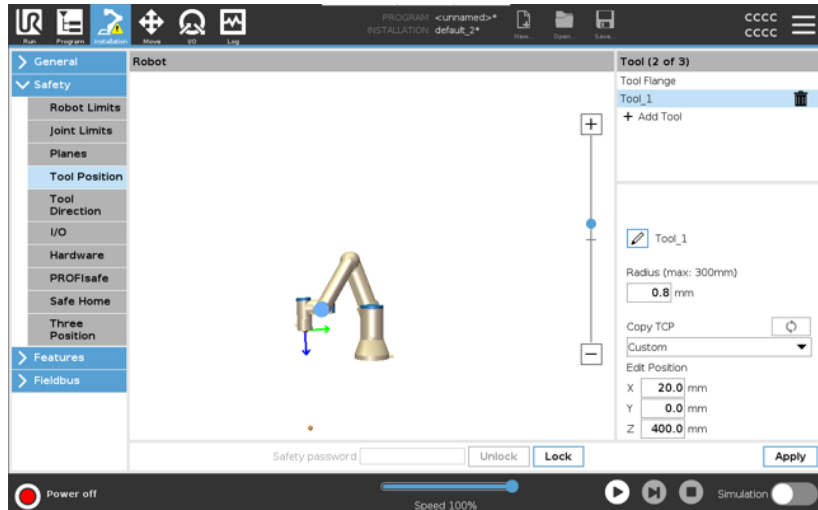 UR
PROGRAM <unnamed>*
INSTALLATION default_2*
Run Program Installation Move I/O Log New... Open... Save...
cccc
cccc
General
Safety
Robot Limits
Joint Limits
Planes
Tool Position
Tool
Direction
I/O
Hardware
PROFIsafe
Safe Home
Three
Position
Features
Fieldbus
Robot
Tool (2 of 3)
Tool Flange
Tool_1
+ Add Tool
Tool_1
Radius (max: 300mm)
0.8 mm
Copy TCP
Custom
Edit Position
X 20.0 mm
Y 0.0 mm
Z 400.0 mm
Safety password Unlock Lock Apply
Power off
Speed 100%
Simulation